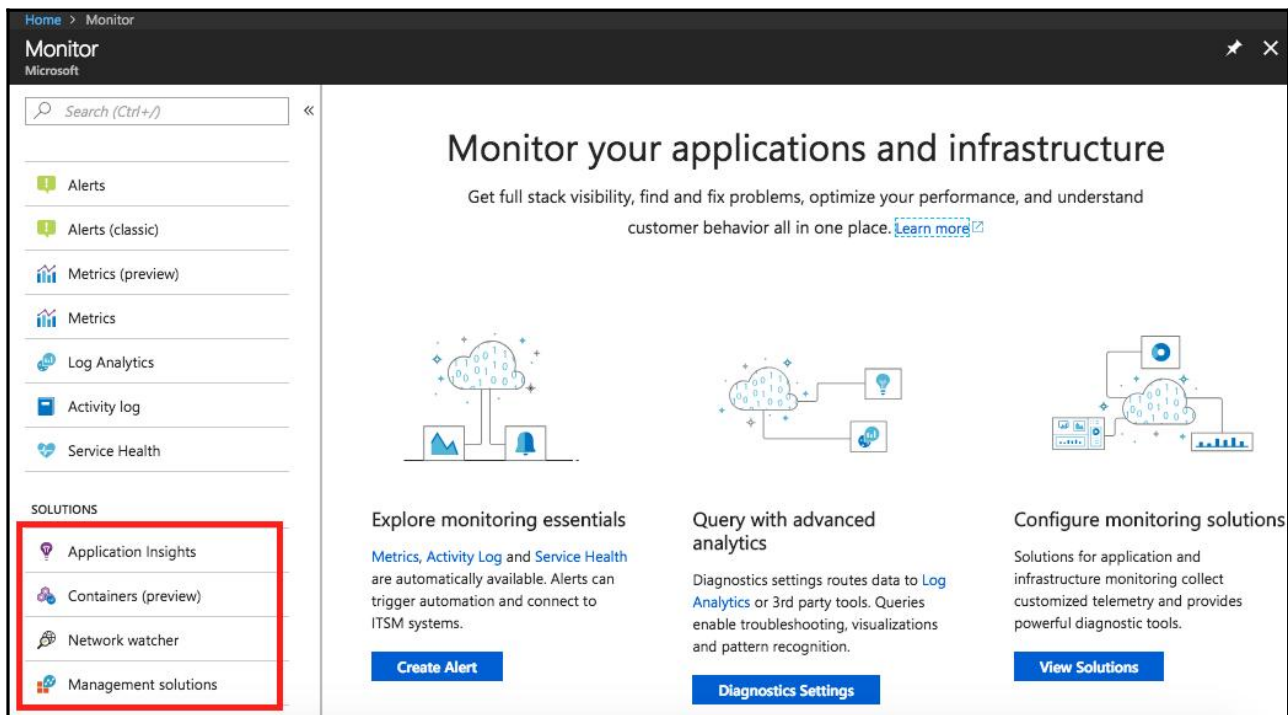 Home > Monitor
Monitor
Microsoft
Search (Ctrl+/)
«
Alerts
Alerts (classic)
Metrics (preview)
Metrics
Log Analytics
Activity log
Service Health
SOLUTIONS
Application Insights
Containers (preview)
Network watcher
Management solutions
Monitor your applications and infrastructure
Get full stack visibility, find and fix problems, optimize your performance, and understand
customer behavior all in one place. Learn more
Explore monitoring essentials
Metrics, Activity Log and Service Health
are automatically available. Alerts can
trigger automation and connect to
ITSM systems.
Create Alert
Query with advanced
analytics
Diagnostics settings routes data to Log
Analytics or 3rd party tools. Queries
enable troubleshooting, visualizations
and pattern recognition.
Diagnostics Settings
Configure monitoring solutions
Solutions for application and
infrastructure monitoring collect
customized telemetry and provides
powerful diagnostic tools.
View Solutions